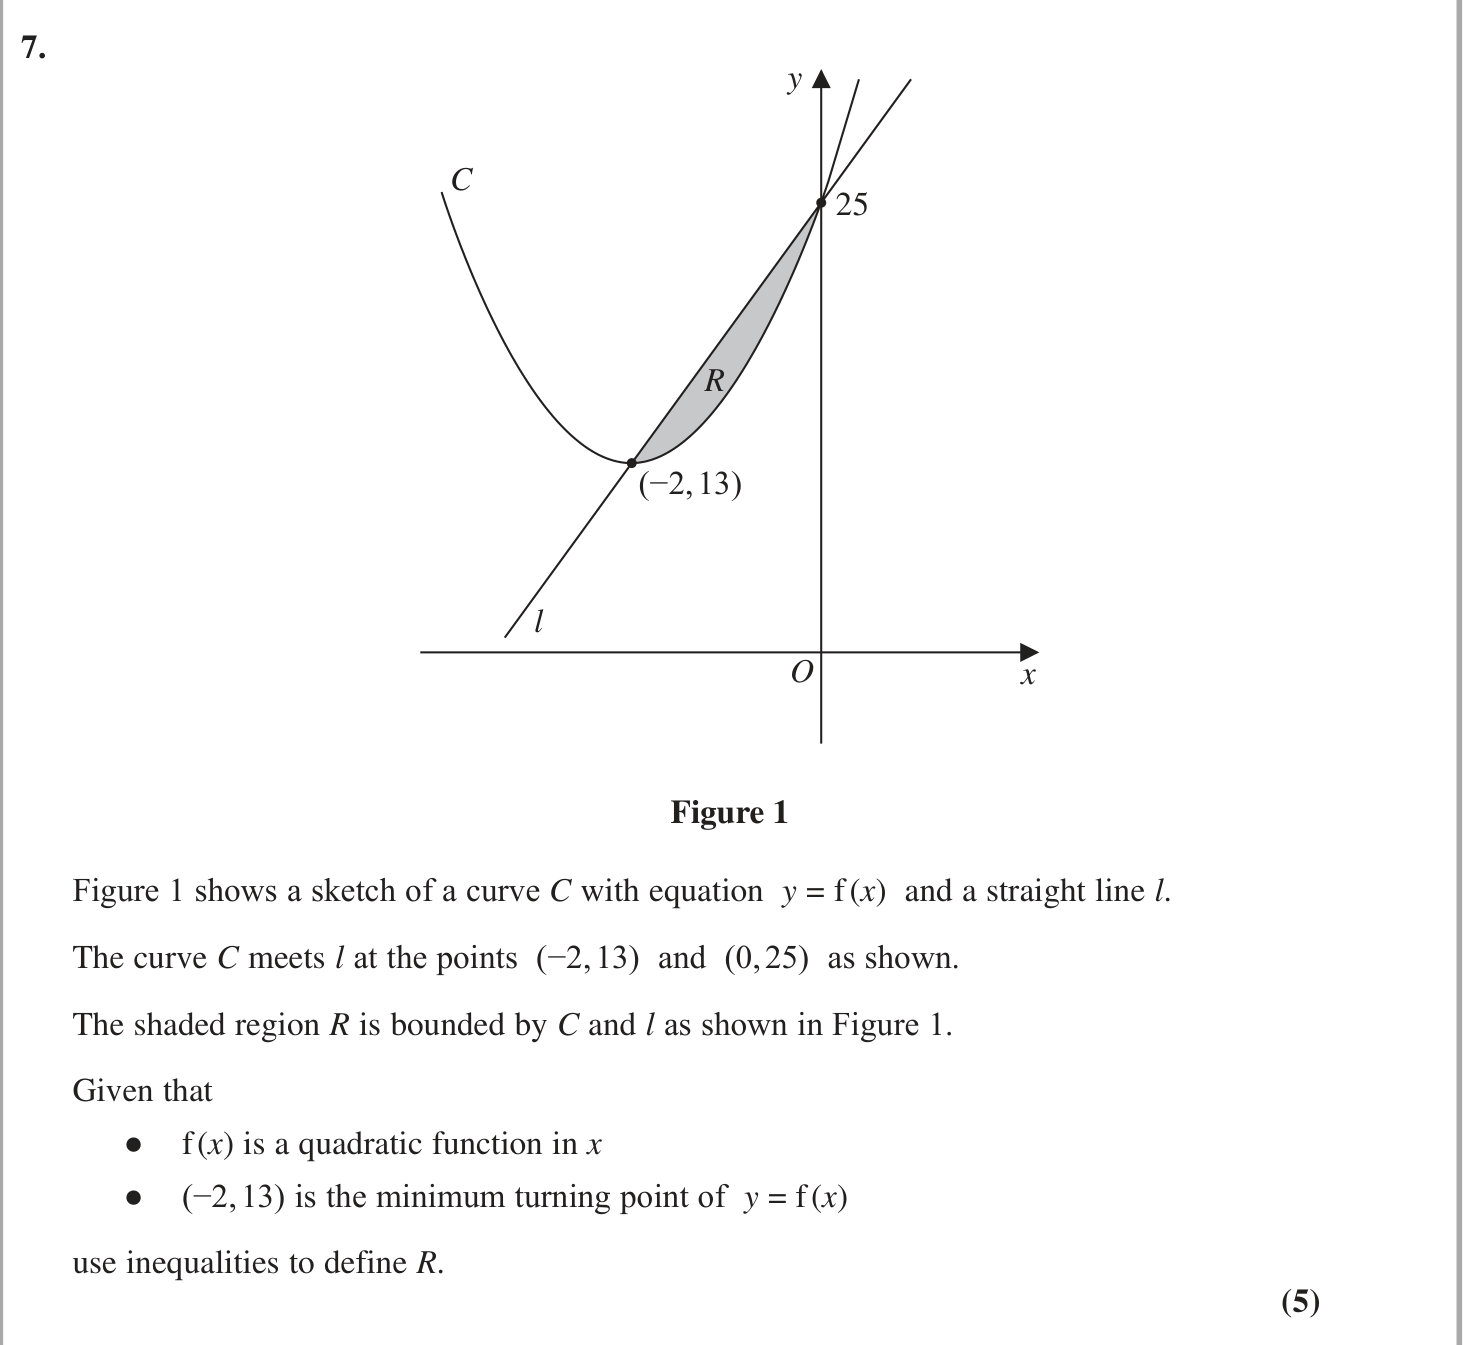 7.
y
C
25
R
(−2, 13)
l
O
x
Figure 1
Figure 1 shows a sketch of a curve C with equation y = f(x) and a straight line l.
The curve C meets l at the points (−2, 13) and (0, 25) as shown.
The shaded region R is bounded by C and l as shown in Figure 1.
Given that
● f(x) is a quadratic function in x
● (−2, 13) is the minimum turning point of y = f(x)
use inequalities to define R.
(5)